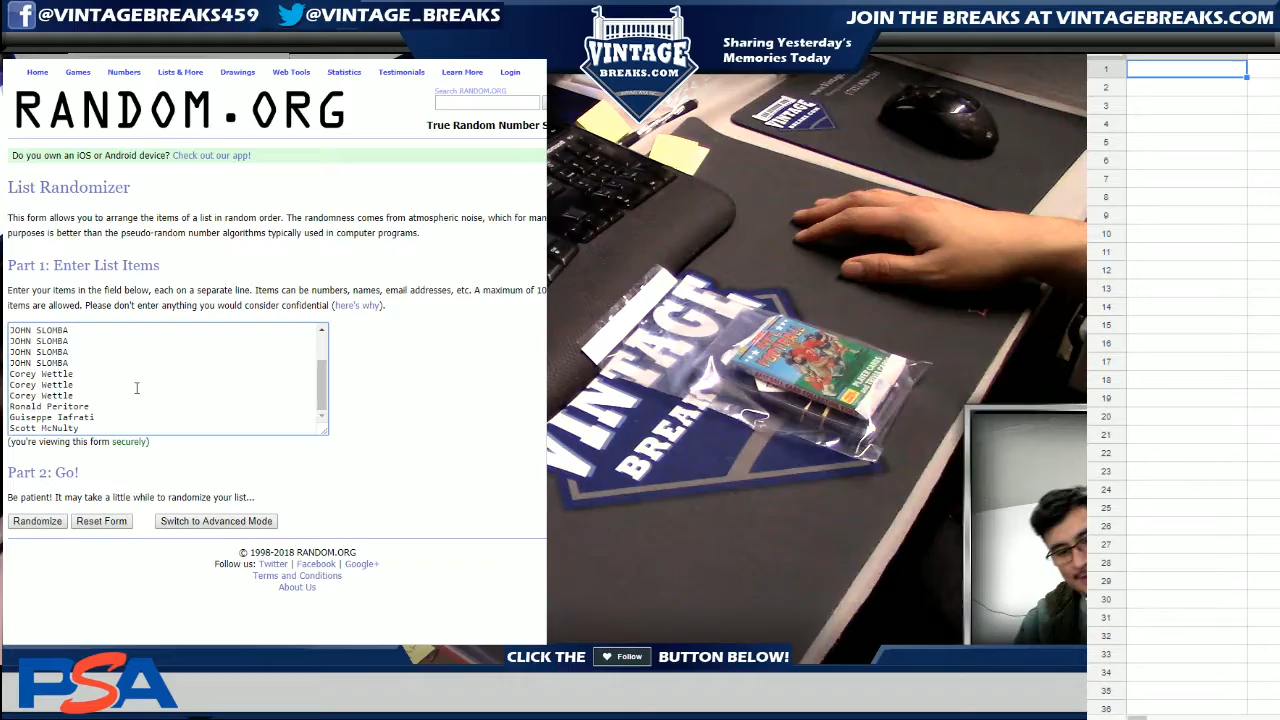 @VINTAGEBREAKS459 @VINTAGE_BREAKS JOIN THE BREAKS AT VINTAGEBREAKS.COM
VINTAGE
BREAKS.COM
Sharing Yesterday's
Memories Today
Home Games Numbers Lists & More Drawings Web Tools Statistics Testimonials Learn More Login
Search RANDOM.ORG
RANDOM.ORG
True Random Number S
Do you own an iOS or Android device? Check out our app!
List Randomizer
This form allows you to arrange the items of a list in random order. The randomness comes from atmospheric noise, which for man
purposes is better than the pseudo-random number algorithms typically used in computer programs.
Part 1: Enter List Items
Enter your items in the field below, each on a separate line. Items can be numbers, names, email addresses, etc. A maximum of 10
items are allowed. Please don't enter anything you would consider confidential (here's why).
JOHN SLOMBA
JOHN SLOMBA
JOHN SLOMBA
JOHN SLOMBA
Corey Wettle
Corey Wettle
Corey Wettle
Ronald Peritore
Guiseppe Iafrati
Scott McNulty
(you're viewing this form securely)
Part 2: Go!
Be patient! It may take a little while to randomize your list...
Randomize Reset Form Switch to Advanced Mode
© 1998-2018 RANDOM.ORG
Follow us: Twitter | Facebook | Google+
Terms and Conditions
About Us
VINTAGE
BREAK
FOOTBALL
PLAYER CARDS
1
2
3
4
5
6
7
8
9
10
11
12
13
14
15
16
17
18
19
20
21
22
23
24
25
26
27
28
29
30
31
32
33
34
35
36
CLICK THE Follow BUTTON BELOW!
PSA